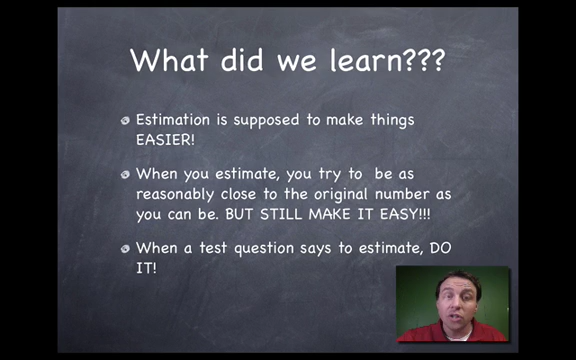 What did we learn???
Estimation is supposed to make things
EASIER!
When you estimate, you try to be as
reasonably close to the original number as
you can be. BUT STILL MAKE IT EASY!!!
When a test question says to estimate, DO
IT!